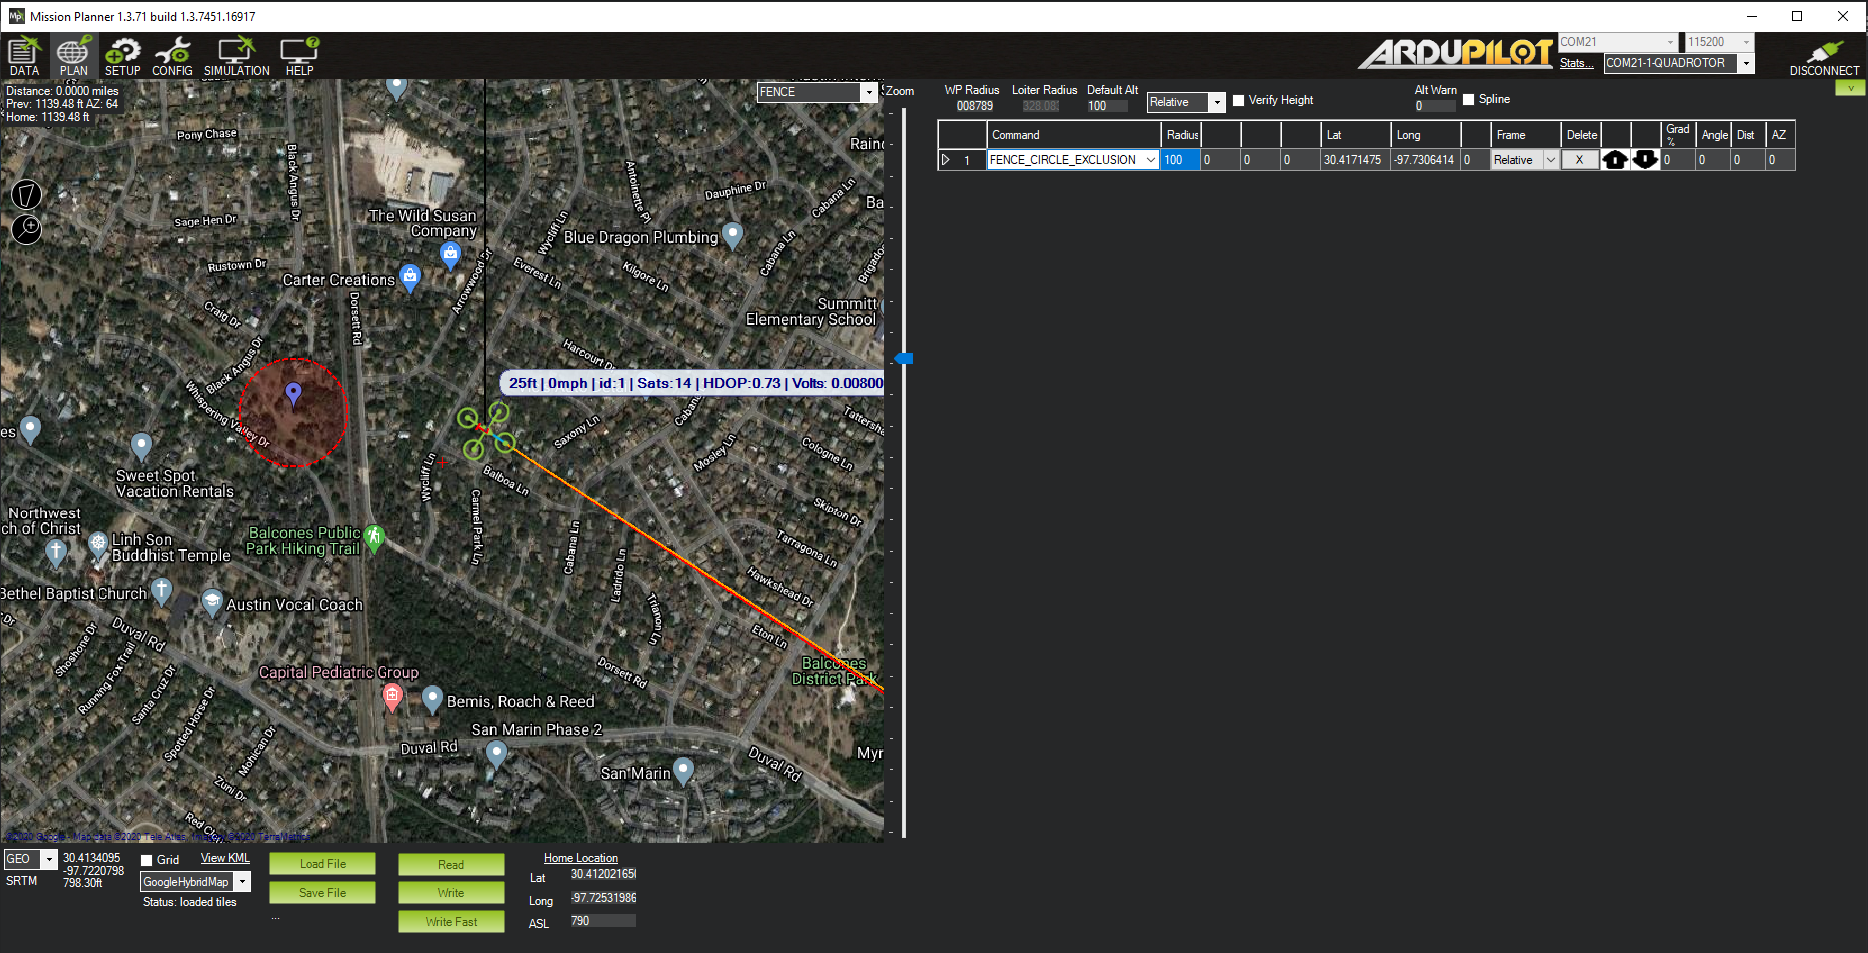 Mission Planner 1.3.71 build 1.3.7451.16917
DATA
PLAN
SETUP
CONFIG
SIMULATION
HELP
ARDUPILOT
COM21
115200
Stats...
COM21-1-QUADROTOR
DISCONNECT
Distance: 0.0000 miles
Prev: 1139.48 ft AZ: 64
Home: 1139.48 ft
FENCE
Zoom
WP Radius
008789
Loiter Radius
328.083
Default Alt
100
Relative
Verify Height
Alt Warn
0
Spline
Command
Radius
Lat
Long
Frame
Delete
Grad %
Angle
Dist
AZ
1
FENCE_CIRCLE_EXCLUSION
100
0
0
0
30.4171475
-97.7306414
0
Relative
X
0
0
0
0
Pony Chase
Black Angus Dr
Sage Hen Dr
Rustown Dr
Craig Dr
Black Angus Dr
Whispering Valley Dr
Dorsett Rd
The Wild Susan
Company
Carter Creations
Arrowwood Dr
Wycliff Ln
Everest Ln
Kilgore Ln
Antoinette Pl
Dauphine Dr
Cabana Ln
Cabana Ln
Blue Dragon Plumbing
Summitt
Elementary School
Harcourt Dr
25ft | 0mph | id:1 | Sats:14 | HDOP:0.73 | Volts: 0.00800
Saxony Ln
Mosley Ln
Cologne Ln
Skipton Dr
Tarragona Ln
Hawkshead Dr
Eton Ln
Balboa Ln
Wycliff Ln
Carmel Park Ln
Cabana Ln
Ladrido Ln
Trianon Ln
Dorsett Rd
Sweet Spot
Vacation Rentals
Northwest
ch of Christ
Linh Son
Buddhist Temple
Bethel Baptist Church
Balcones Public
Park Hiking Trail
Austin Vocal Coach
Duval Rd
Shoshone Dr
Running Fox Trail
Santa Cruz Dr
Spotted Horse Dr
Mohican Dr
Zuni Dr
Capital Pediatric Group
Bemis, Roach & Reed
San Marin Phase 2
Duval Rd
San Marin
Duval Rd
Balcones
District Park
GEO
30.4134095
-97.7220798
798.30ft
SRTM
Grid
View KML
GoogleHybridMap
Status: loaded tiles
Load File
Save File
...
Read
Write
Write Fast
Home Location
Lat
30.41202165
Long
-97.72531986
ASL
790